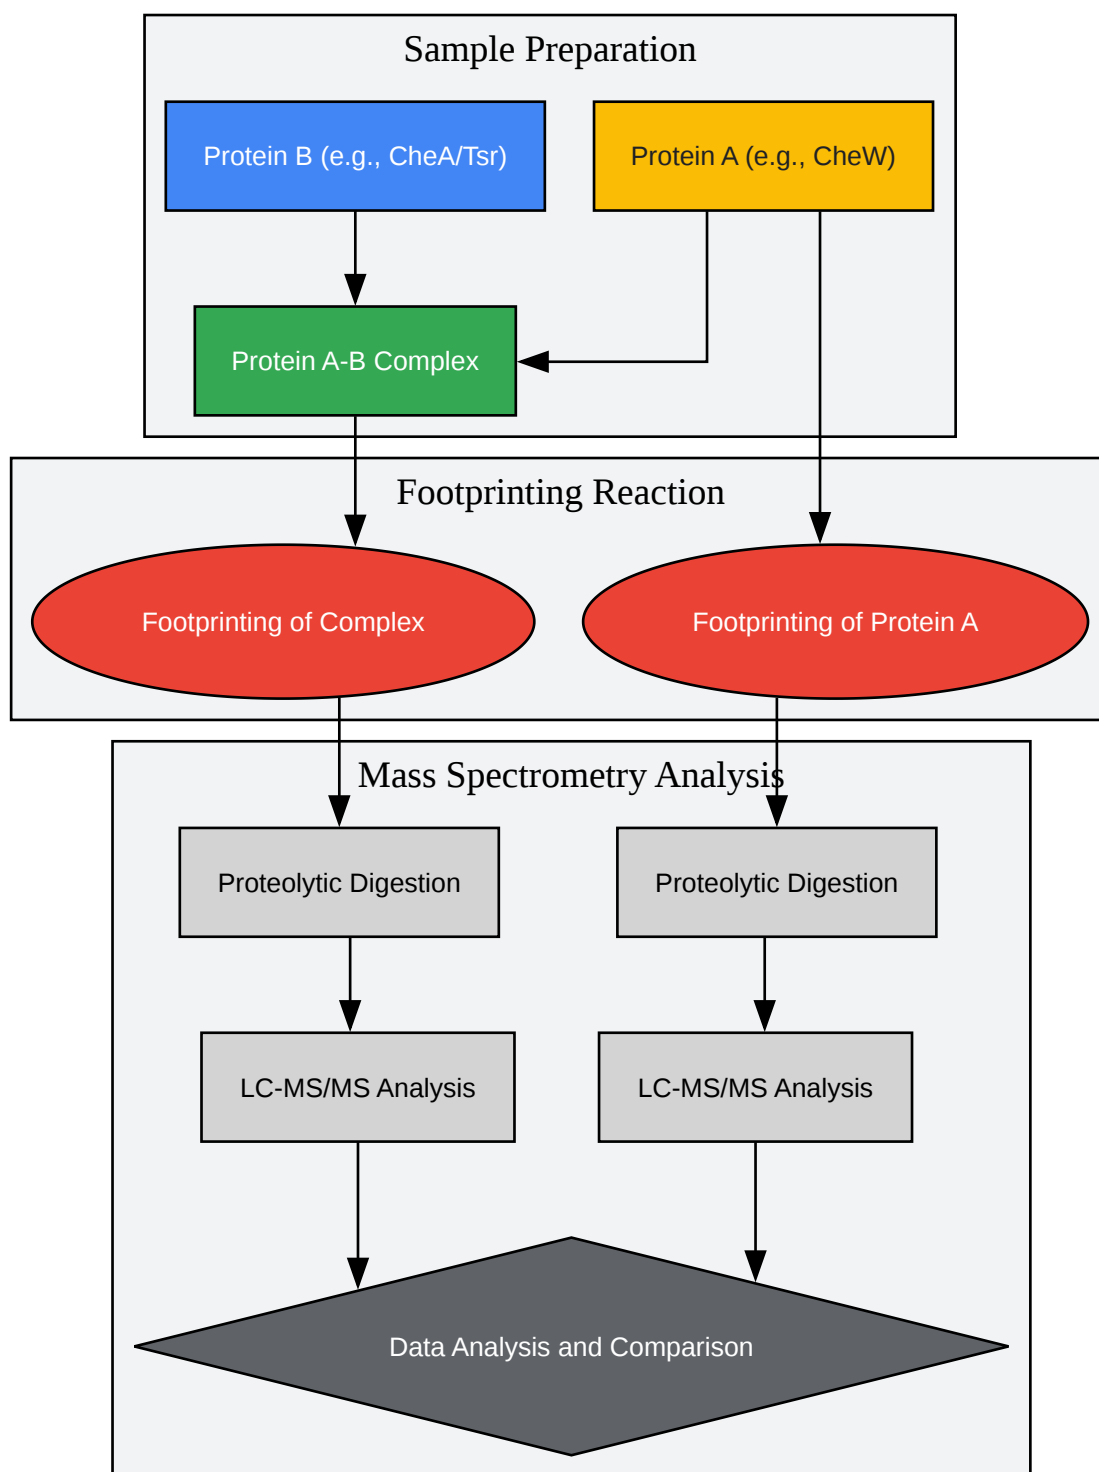 Sample Preparation
Protein B (e.g., CheA/Tsr)
Protein A (e.g., CheW)
Protein A-B Complex
Footprinting Reaction
Footprinting of Complex
Footprinting of Protein A
Mass Spectrometry Analysis
Proteolytic Digestion
Proteolytic Digestion
LC-MS/MS Analysis
LC-MS/MS Analysis
Data Analysis and Comparison